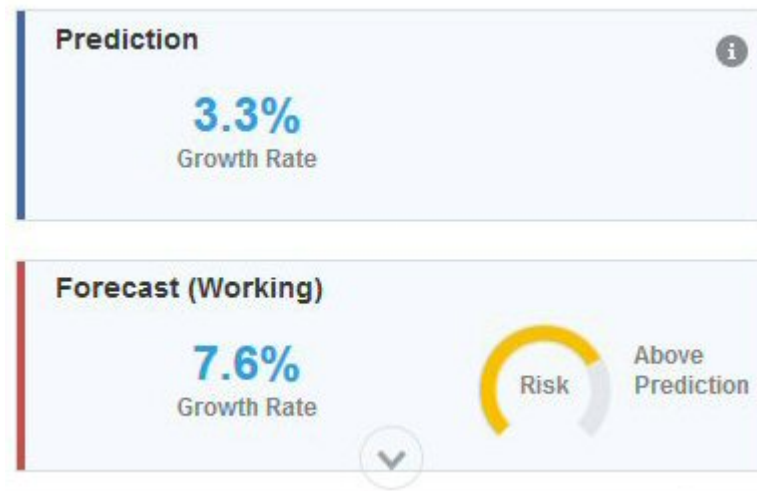 Prediction
3.3%
Growth Rate
Forecast (Working)
7.6%
Growth Rate
Risk
Above
Prediction